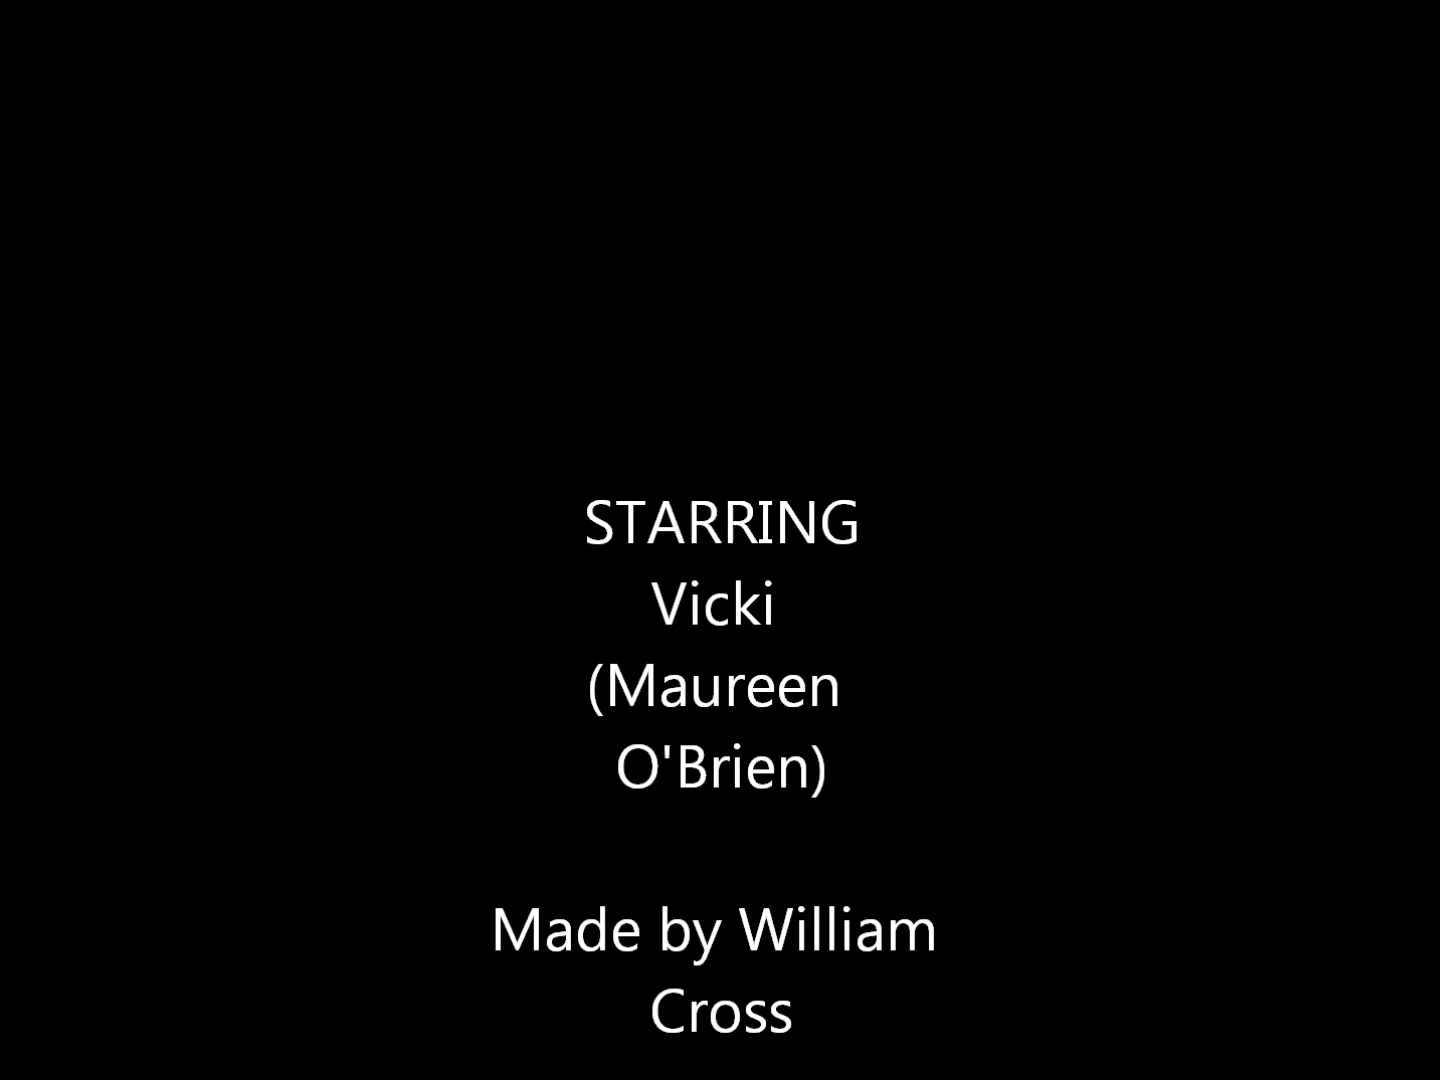 STARRING
Vicki
(Maureen
O'Brien)
Made by William
Cross